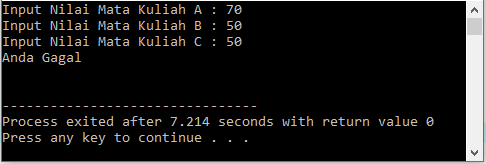 Input Nilai Mata Kuliah A : 70
Input Nilai Mata Kuliah B : 50
Input Nilai Mata Kuliah C : 50
Anda Gagal
--------------------------------
Process exited after 7.214 seconds with return value 0
Press any key to continue . . .